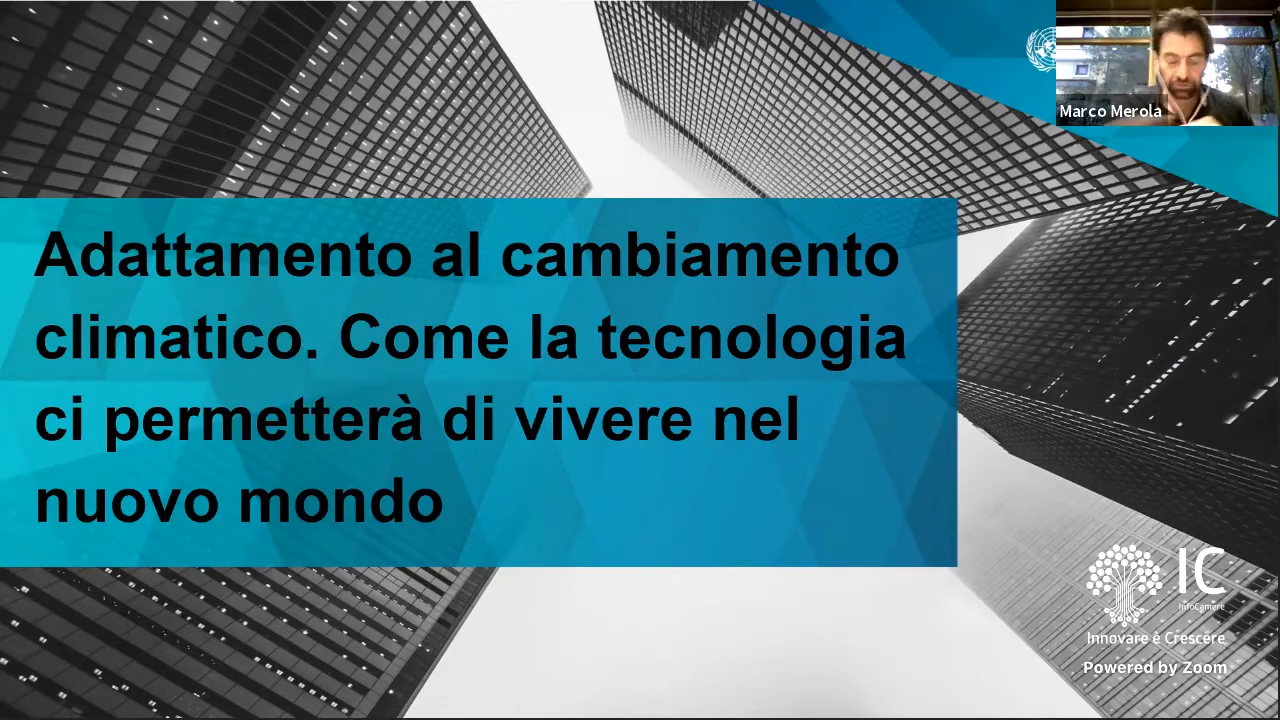 Marco Merola
Adattamento al cambiamento
climatico. Come la tecnologia
ci permetterà di vivere nel
nuovo mondo
IC
InfoCamere
Innovare è Crescere
Powered by Zoom